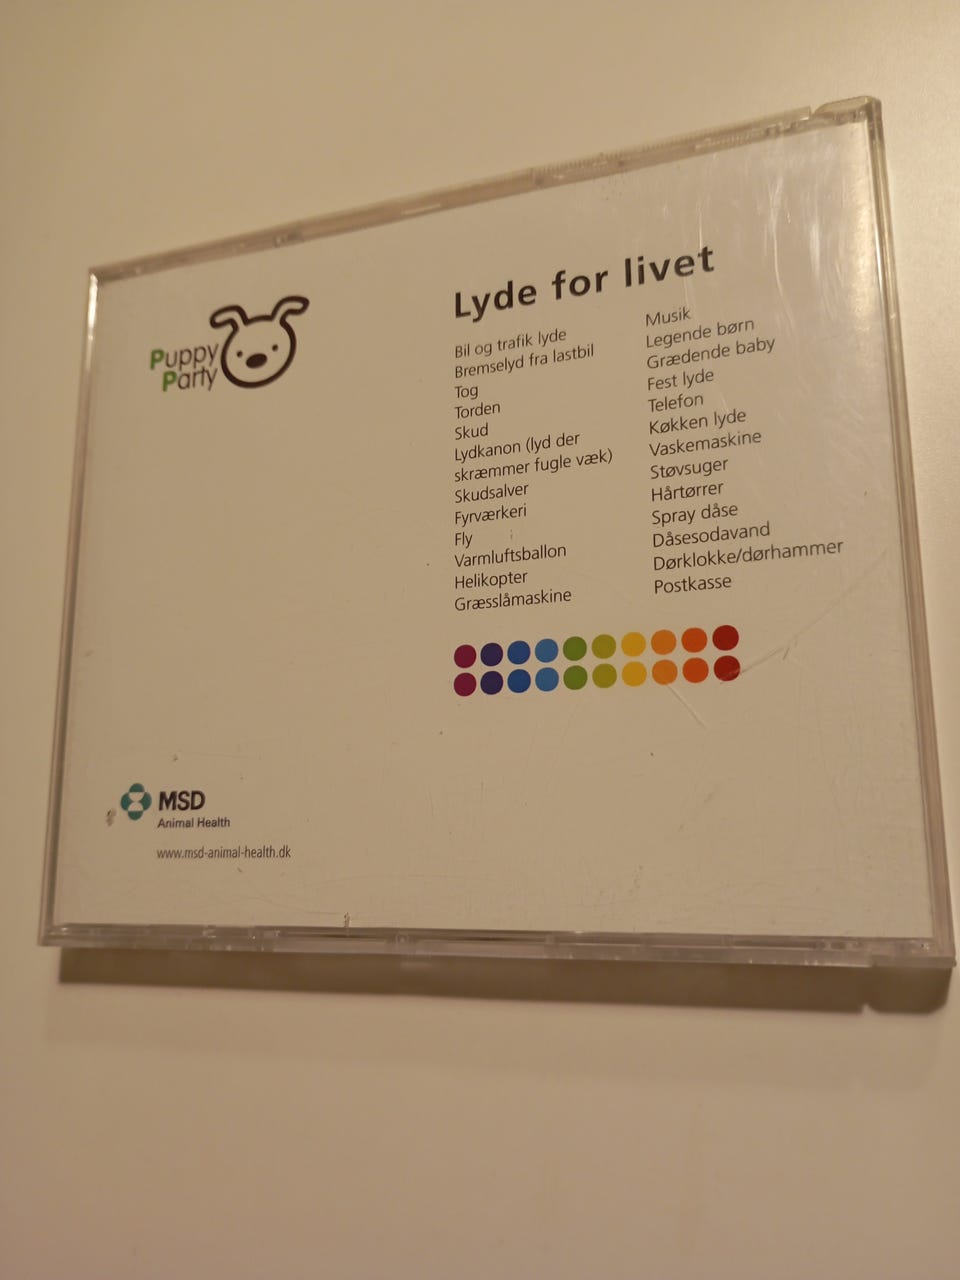 Puppy
Party
Lyde for livet
Bil og trafik lyde
Bremselyd fra lastbil
Tog
Torden
Skud
Lydkanon (lyd der
skræmmer fugle væk)
Skudsalver
Fyrværkeri
Fly
Varmluftsballon
Helikopter
Græsslåmaskine
Musik
Legende børn
Grædende baby
Fest lyde
Telefon
Køkken lyde
Vaskemaskine
Støvsuger
Hårtørrer
Spray dåse
Dåsesodavand
Dørklokke/dørhammer
Postkasse
MSD
Animal Health
www.msd-animal-health.dk